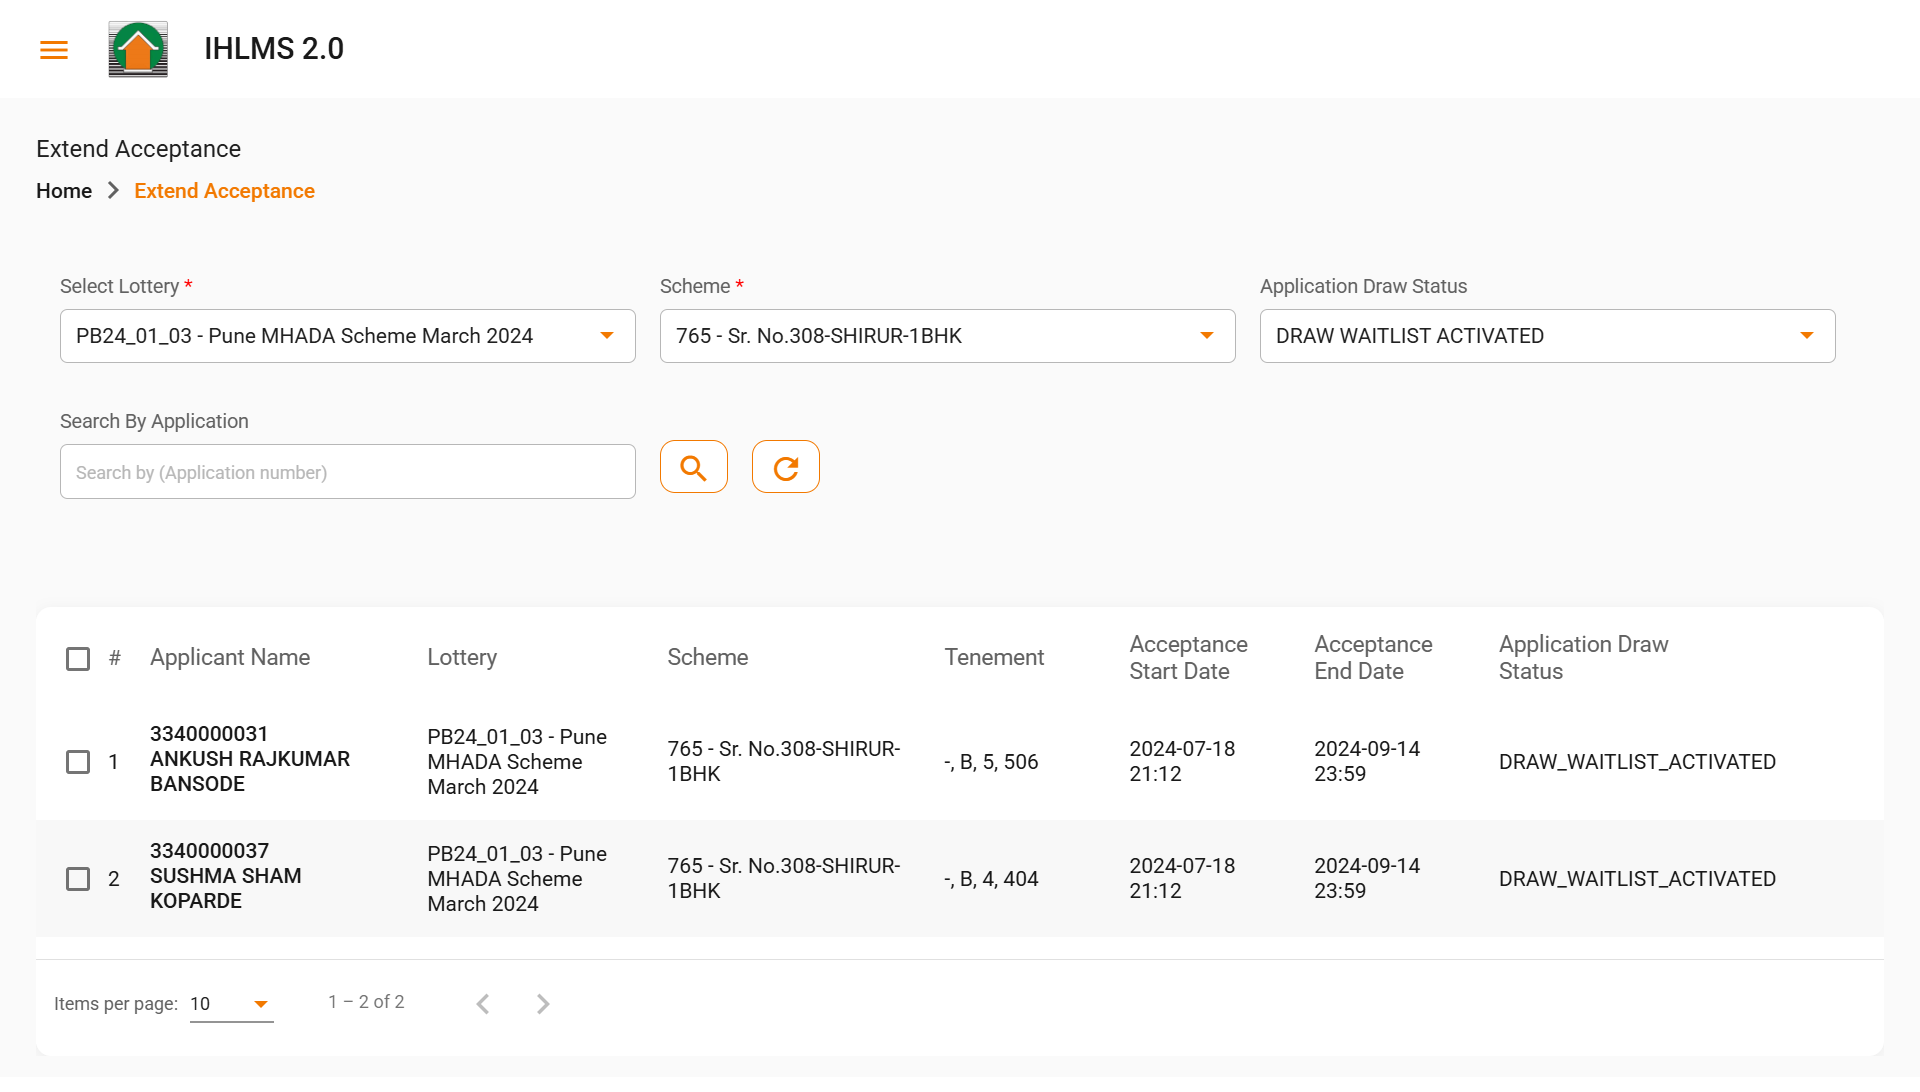 IHLMS 2.0
Extend Acceptance
Home
Extend Acceptance
Select Lottery *
Scheme *
Application Draw Status
PB24_01_03 - Pune MHADA Scheme March 2024
765 - Sr. No.308-SHIRUR-1BHK
DRAW WAITLIST ACTIVATED
Search By Application
Search by (Application number)
#
Applicant Name
Lottery
Scheme
Tenement
Acceptance
Start Date
Acceptance
End Date
Application Draw
Status
1
3340000031
ANKUSH RAJKUMAR
BANSODE
PB24_01_03 - Pune
MHADA Scheme
March 2024
765 - Sr. No.308-SHIRUR-
1BHK
-, B, 5, 506
2024-07-18
21:12
2024-09-14
23:59
DRAW_WAITLIST_ACTIVATED
2
3340000037
SUSHMA SHAM
KOPARDE
PB24_01_03 - Pune
MHADA Scheme
March 2024
765 - Sr. No.308-SHIRUR-
1BHK
-, B, 4, 404
2024-07-18
21:12
2024-09-14
23:59
DRAW_WAITLIST_ACTIVATED
Items per page: 10
1 – 2 of 2